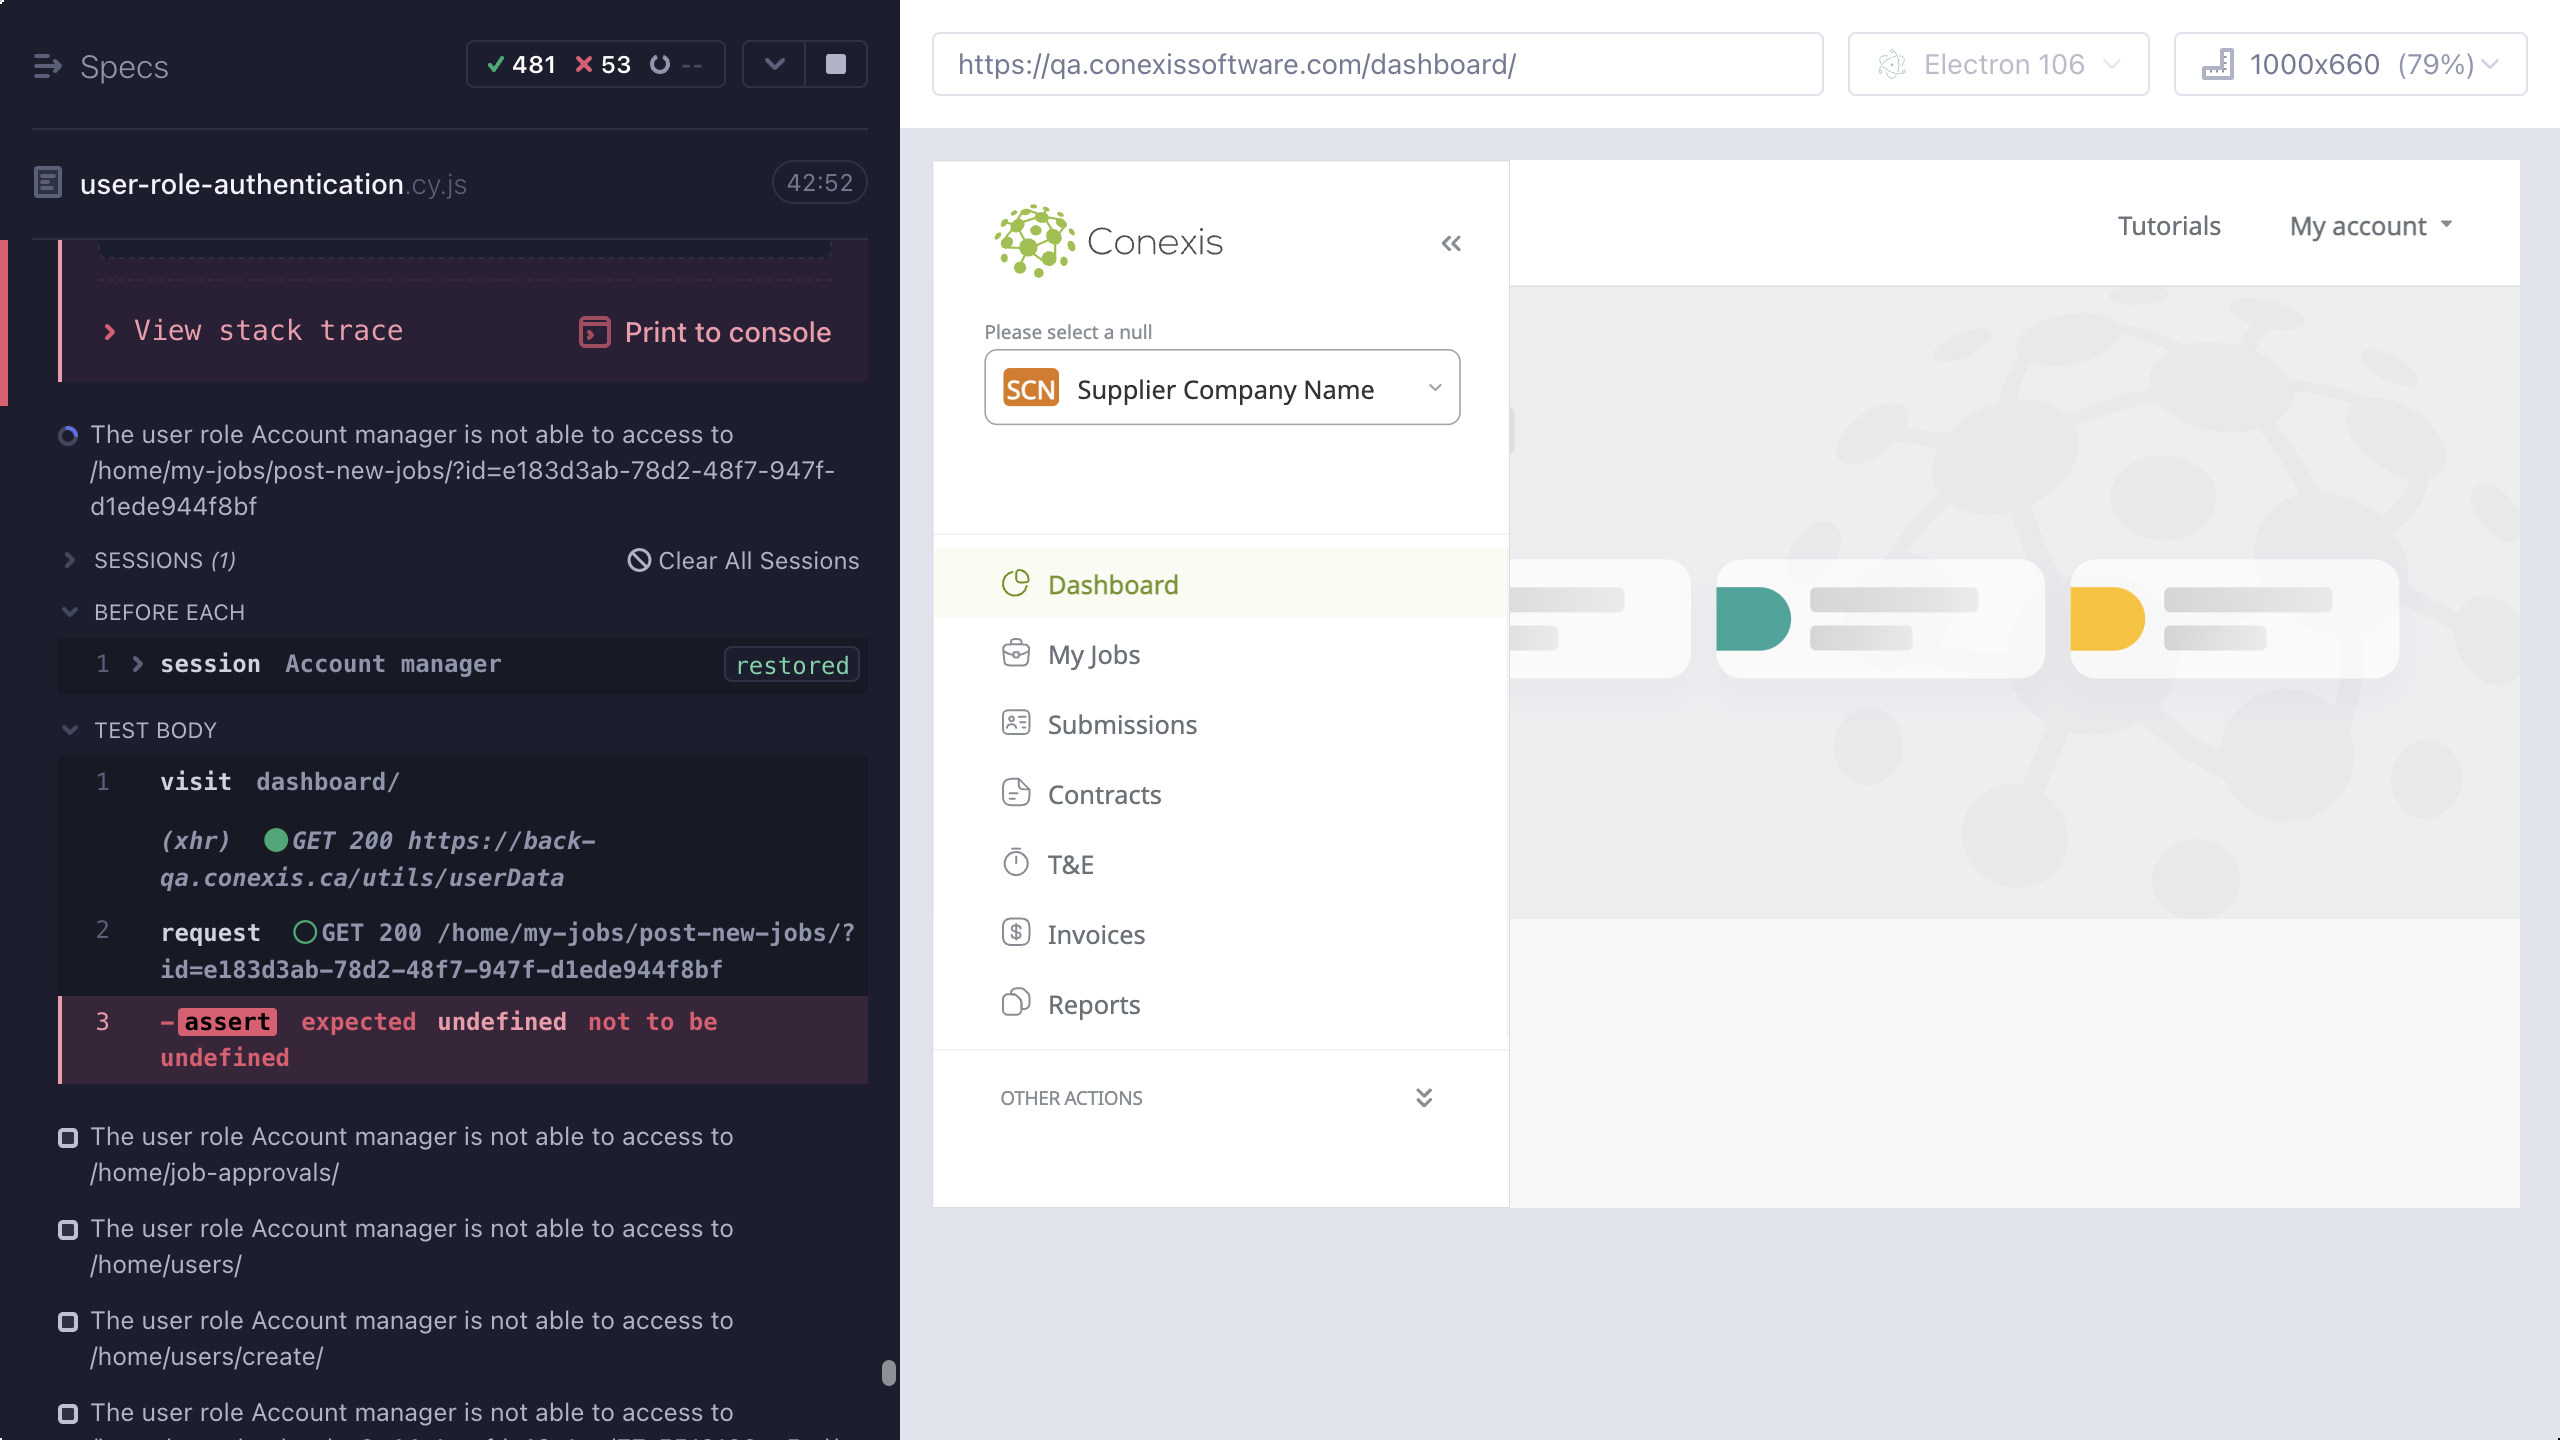 Specs
481
53
--
user-role-authentication.cy.js
42:52
View stack trace
Print to console
The user role Account manager is not able to access to
/home/my-jobs/post-new-jobs/?id=e183d3ab-78d2-48f7-947f-
d1ede944f8bf
SESSIONS (1)
Clear All Sessions
BEFORE EACH
1 session Account manager restored
TEST BODY
1 visit dashboard/
(xhr) GET 200 https://back-
qa.conexis.ca/utils/userData
2 request GET 200 /home/my-jobs/post-new-jobs/?
id=e183d3ab-78d2-48f7-947f-d1ede944f8bf
3 -assert expected undefined not to be
undefined
The user role Account manager is not able to access to
/home/job-approvals/
The user role Account manager is not able to access to
/home/users/
The user role Account manager is not able to access to
/home/users/create/
The user role Account manager is not able to access to
https://qa.conexissoftware.com/dashboard/
Electron 106
1000x660 (79%)
Conexis
Tutorials
My account
Please select a null
SCN Supplier Company Name
Dashboard
My Jobs
Submissions
Contracts
T&E
Invoices
Reports
OTHER ACTIONS